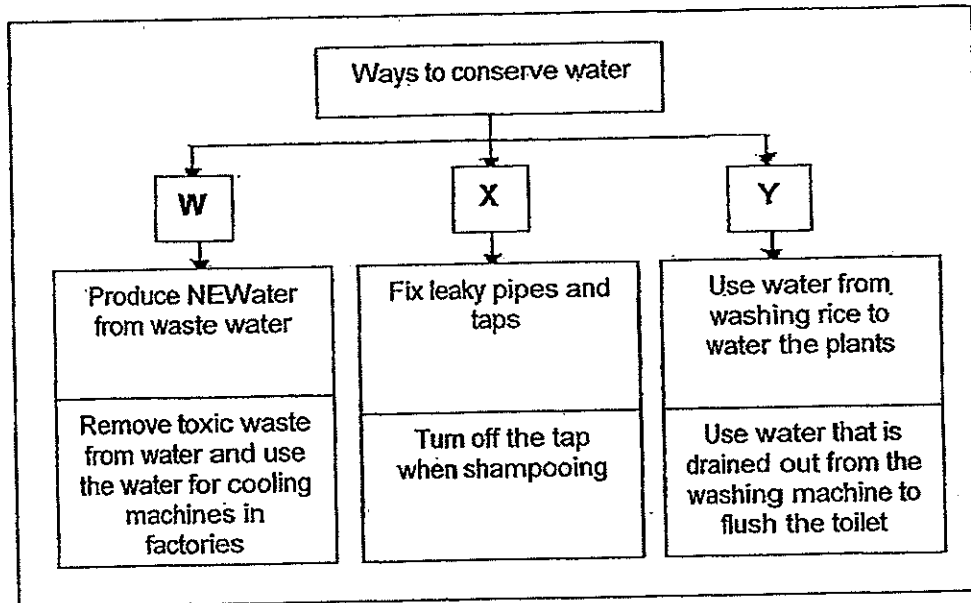 Ways to conserve water
W
X
Y
Produce NEWater
from waste water
Remove toxic waste
from water and use
the water for cooling
machines in
factories
Fix leaky pipes and
taps
Turn off the tap
when shampooing
Use water from
washing rice to
water the plants
Use water that is
drained out from the
washing machine to
flush the toilet